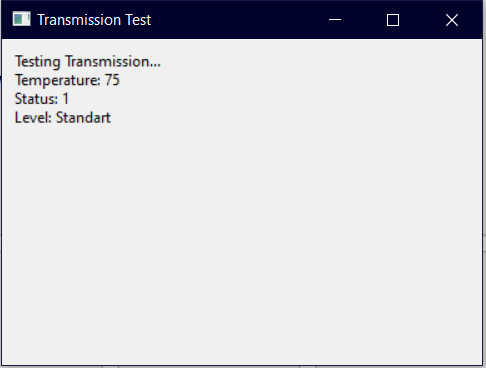 Transmission Test
Testing Transmission...
Temperature: 75
Status: 1
Level: Standart